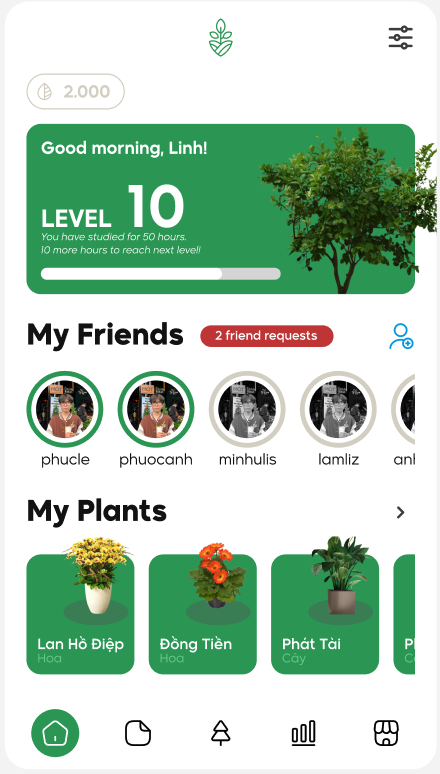 2.000
Good morning, Linh!
LEVEL 10
You have studied for 50 hours.
10 more hours to reach next level!
My Friends
2 friend requests
phucle
phuocanh
minhulis
lamliz
anh
My Plants
Lan Hồ Điệp
Hoa
Đồng Tiền
Hoa
Phát Tài
Cây